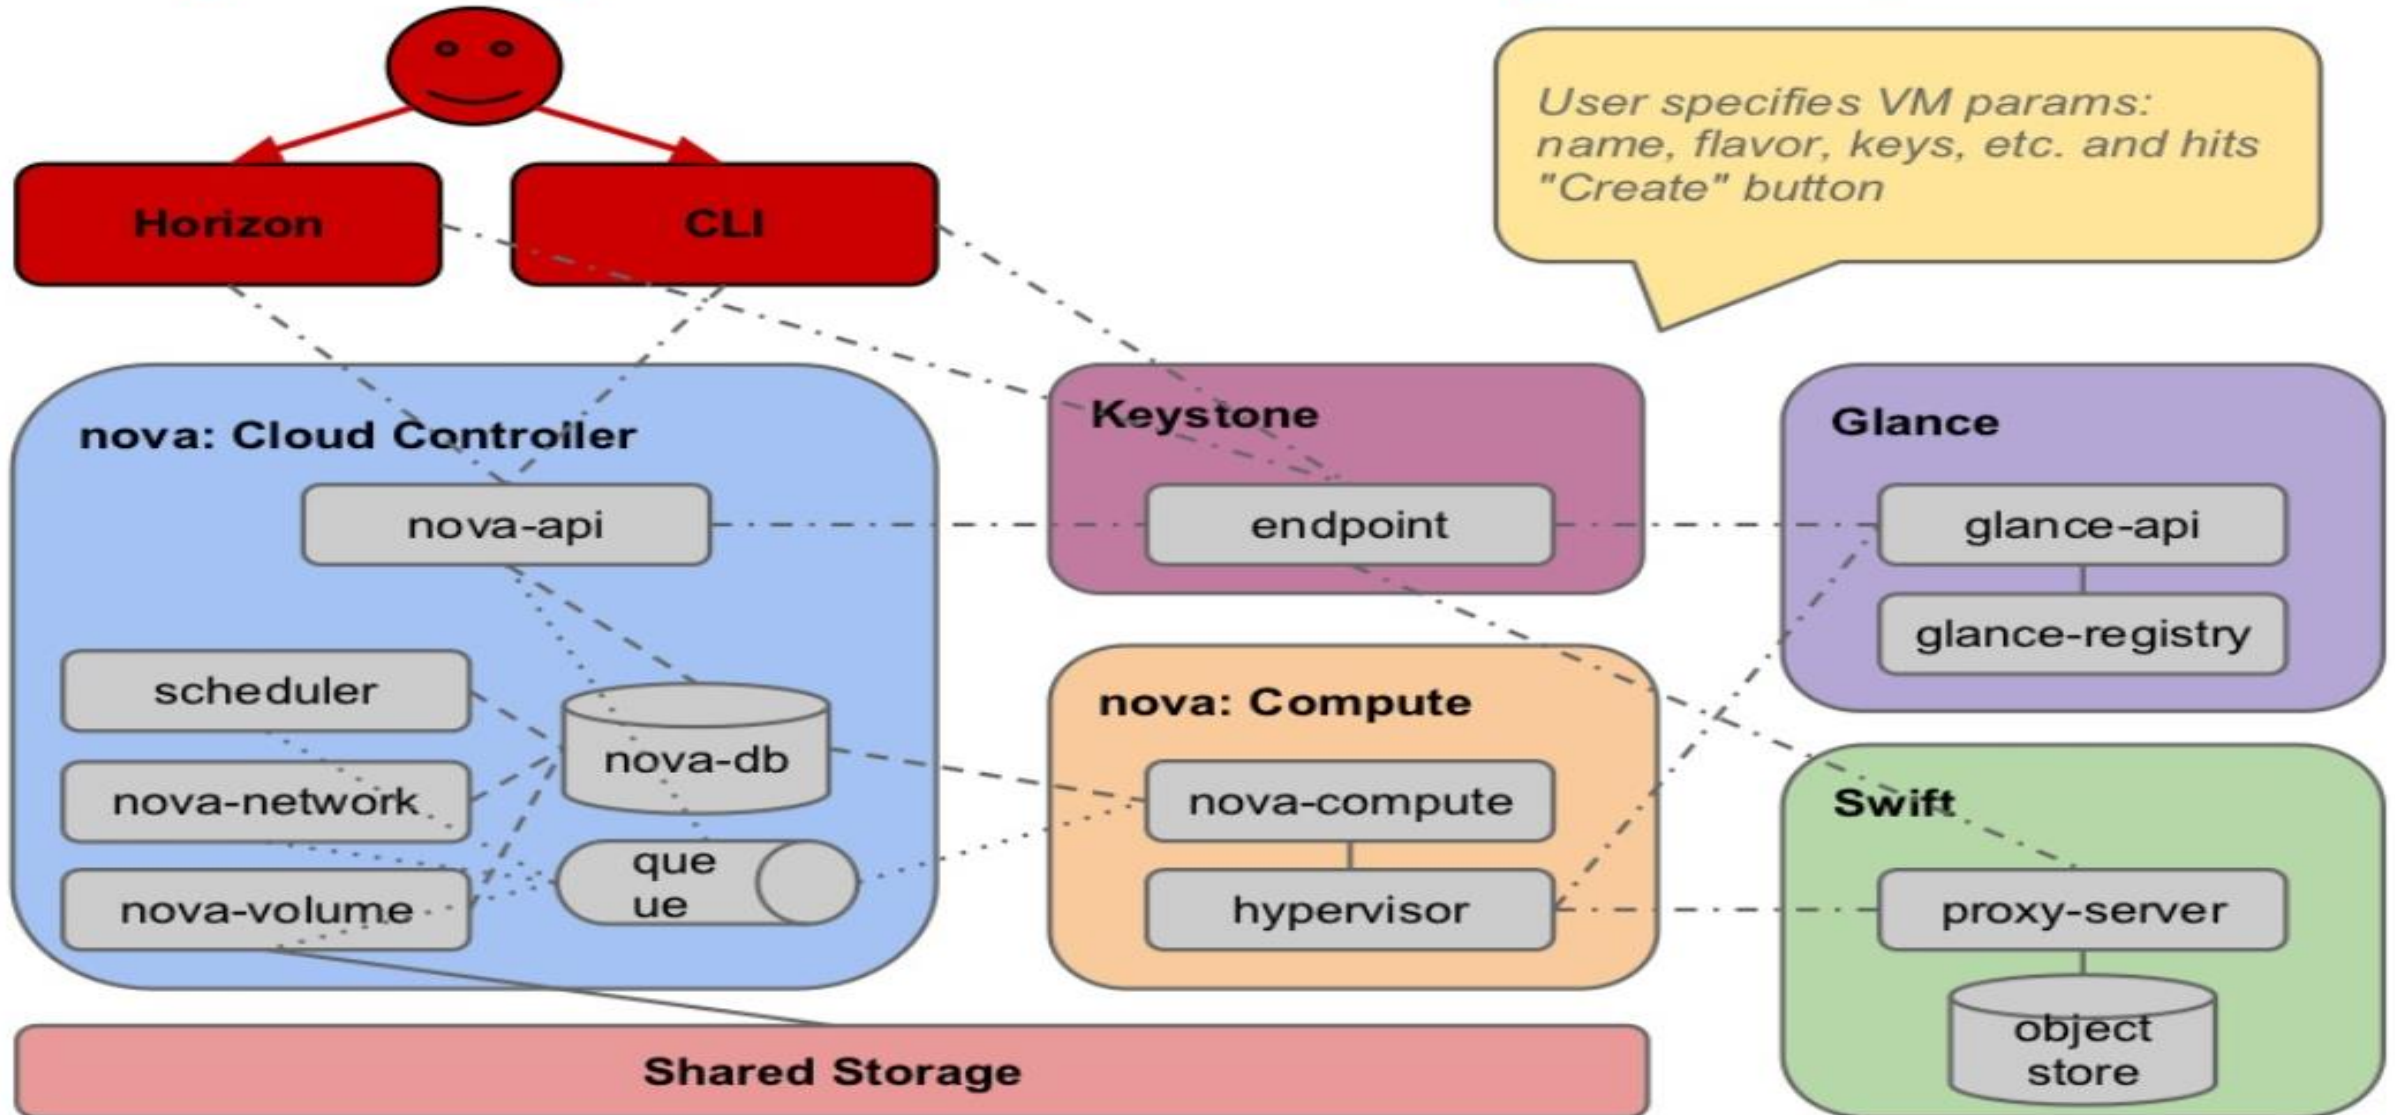 User specifies VM params:
name, flavor, keys, etc. and hits
"Create" button
Horizon
CLI
nova: Cloud Controller
nova-api
scheduler
nova-network
nova-volume
nova-db
que
ue
Keystone
endpoint
nova: Compute
nova-compute
hypervisor
Glance
glance-api
glance-registry
Swift
proxy-server
object
store
Shared Storage